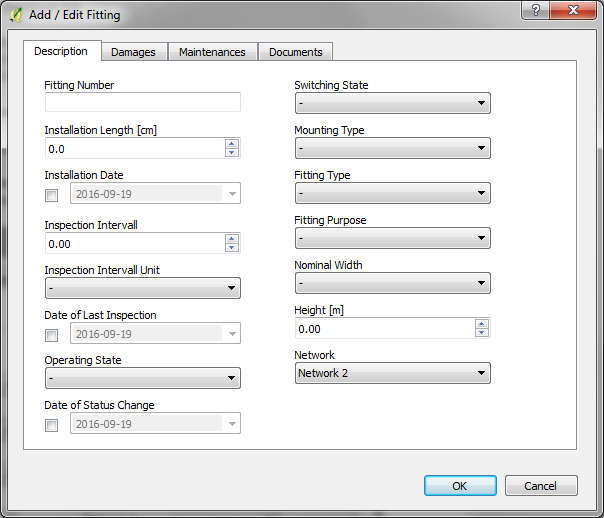 Add / Edit Fitting
?
Description Damages Maintenances Documents
Fitting Number
Installation Length [cm]
0.0
Installation Date
2016-09-19
Inspection Intervall
0.00
Inspection Intervall Unit
-
Date of Last Inspection
2016-09-19
Operating State
-
Date of Status Change
2016-09-19
Switching State
-
Mounting Type
-
Fitting Type
-
Fitting Purpose
-
Nominal Width
-
Height [m]
0.00
Network
Network 2
OK Cancel